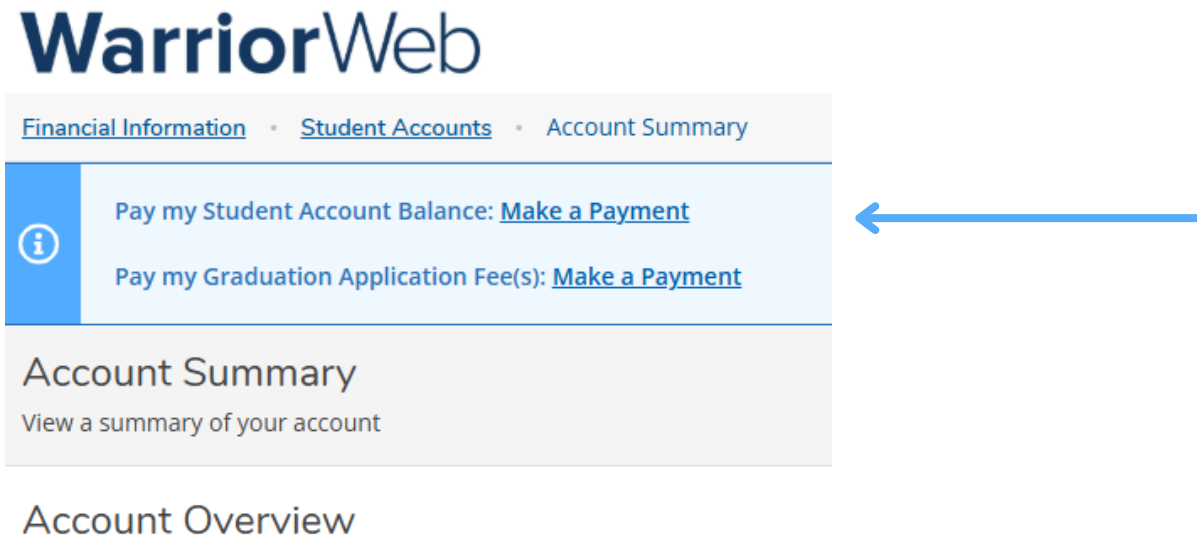 WarriorWeb
Financial Information · Student Accounts · Account Summary
Pay my Student Account Balance: Make a Payment
Pay my Graduation Application Fee(s): Make a Payment
Account Summary
View a summary of your account
Account Overview